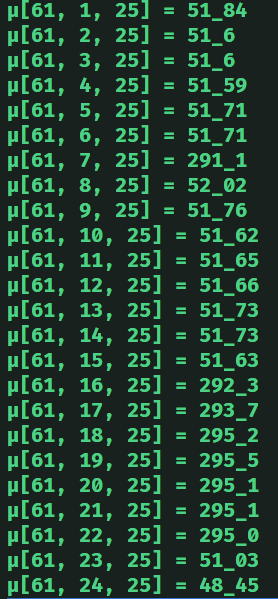 μ[61, 1, 25] = 51_84
μ[61, 2, 25] = 51_6
μ[61, 3, 25] = 51_6
μ[61, 4, 25] = 51_59
μ[61, 5, 25] = 51_71
μ[61, 6, 25] = 51_71
μ[61, 7, 25] = 291_1
μ[61, 8, 25] = 52_02
μ[61, 9, 25] = 51_76
μ[61, 10, 25] = 51_62
μ[61, 11, 25] = 51_65
μ[61, 12, 25] = 51_66
μ[61, 13, 25] = 51_73
μ[61, 14, 25] = 51_73
μ[61, 15, 25] = 51_63
μ[61, 16, 25] = 292_3
μ[61, 17, 25] = 293_7
μ[61, 18, 25] = 295_2
μ[61, 19, 25] = 295_5
μ[61, 20, 25] = 295_1
μ[61, 21, 25] = 295_1
μ[61, 22, 25] = 295_0
μ[61, 23, 25] = 51_03
μ[61, 24, 25] = 48_45